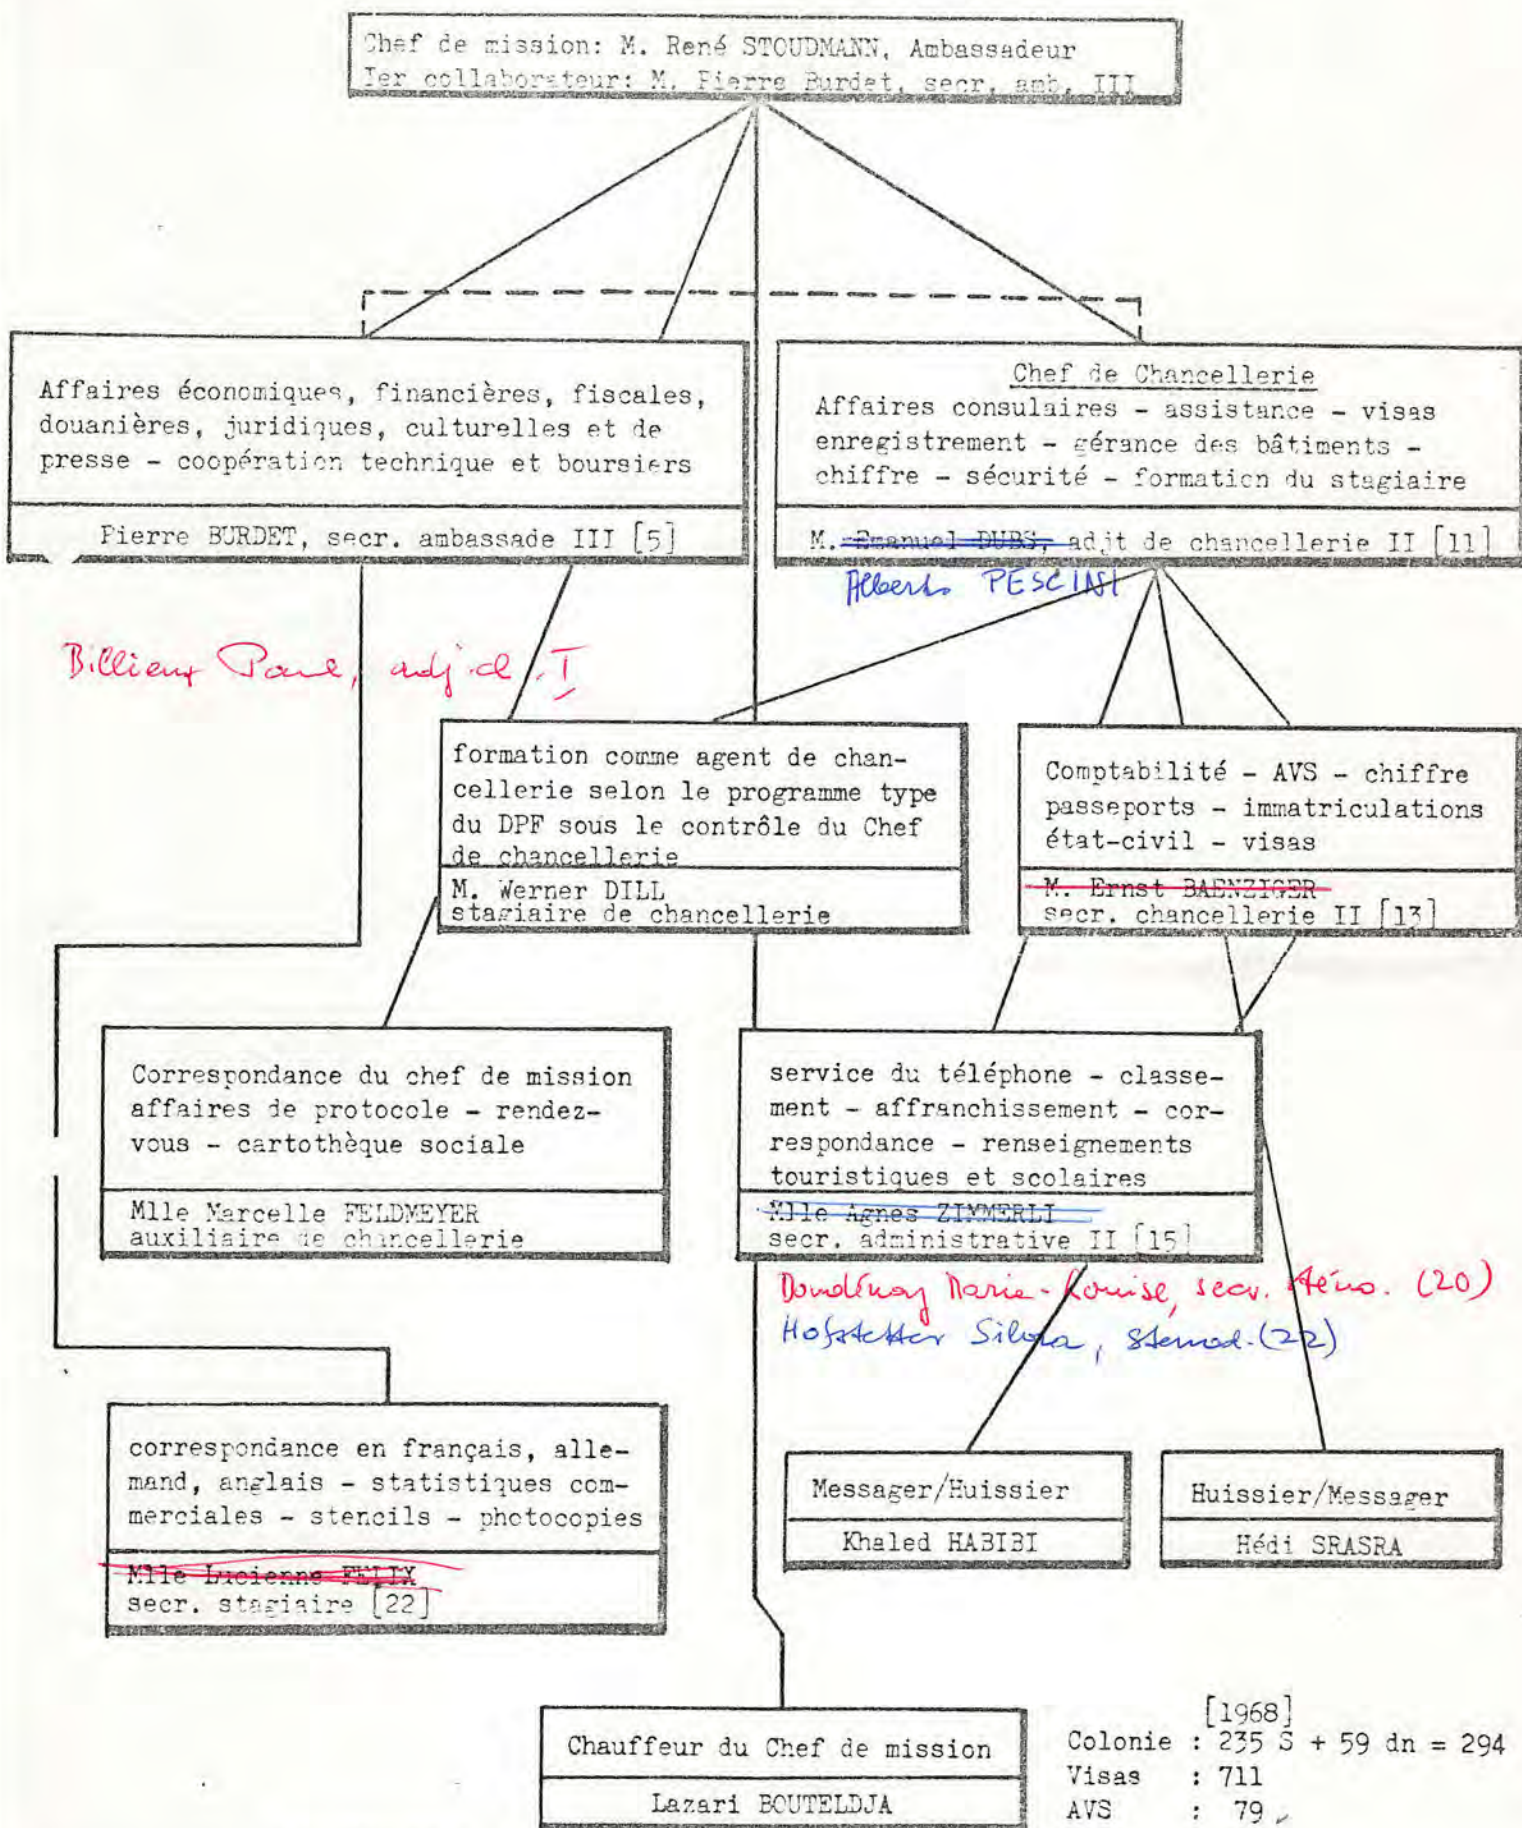 Chef de mission: M. René STOUDMANN, Ambassadeur
Ier collaborateur: M. Pierre Burdet, secr. amb. III
Affaires économiques, financières, fiscales,
douanières, juridiques, culturelles et de
presse - coopération technique et boursiers
Pierre BURDET, secr. ambassade III [5]
Chef de Chancellerie
Affaires consulaires - assistance - visas
enregistrement - gérance des bâtiments -
chiffre - sécurité - formation du stagiaire
M. Emanuel DUBS, adjt de chancellerie II [11]
Alberto PESCINI
Billieux Paul, adj. cl. I
formation comme agent de chan-
cellerie selon le programme type
du DPF sous le contrôle du Chef
de chancellerie
M. Werner DILL
stagiaire de chancellerie
Comptabilité - AVS - chiffre
passeports - immatriculations
état-civil - visas
M. Ernst BAENZIGER
secr. chancellerie II [13]
Correspondance du chef de mission
affaires de protocole - rendez-
vous - cartothèque sociale
Mlle Marcelle FELDMEYER
auxiliaire de chancellerie
service du téléphone - classe-
ment - affranchissement - cor-
respondance - renseignements
touristiques et scolaires
Mlle Agnes ZIMMERLI
secr. administrative II [15]
Marie-Louise, secr. sténo. (20)
Hofstetter Silvia, stenod. (22)
correspondance en français, alle-
mand, anglais - statistiques com-
merciales - stencils - photocopies
Mlle Lucienne FELIX
secr. stagiaire [22]
Messager/Huissier
Khaled HABIBI
Huissier/Messager
Hédi SRASRA
Chauffeur du Chef de mission
Lazari BOUTELDJA
[1968]
Colonie : 235 S + 59 dn = 294
Visas : 711
AVS : 79